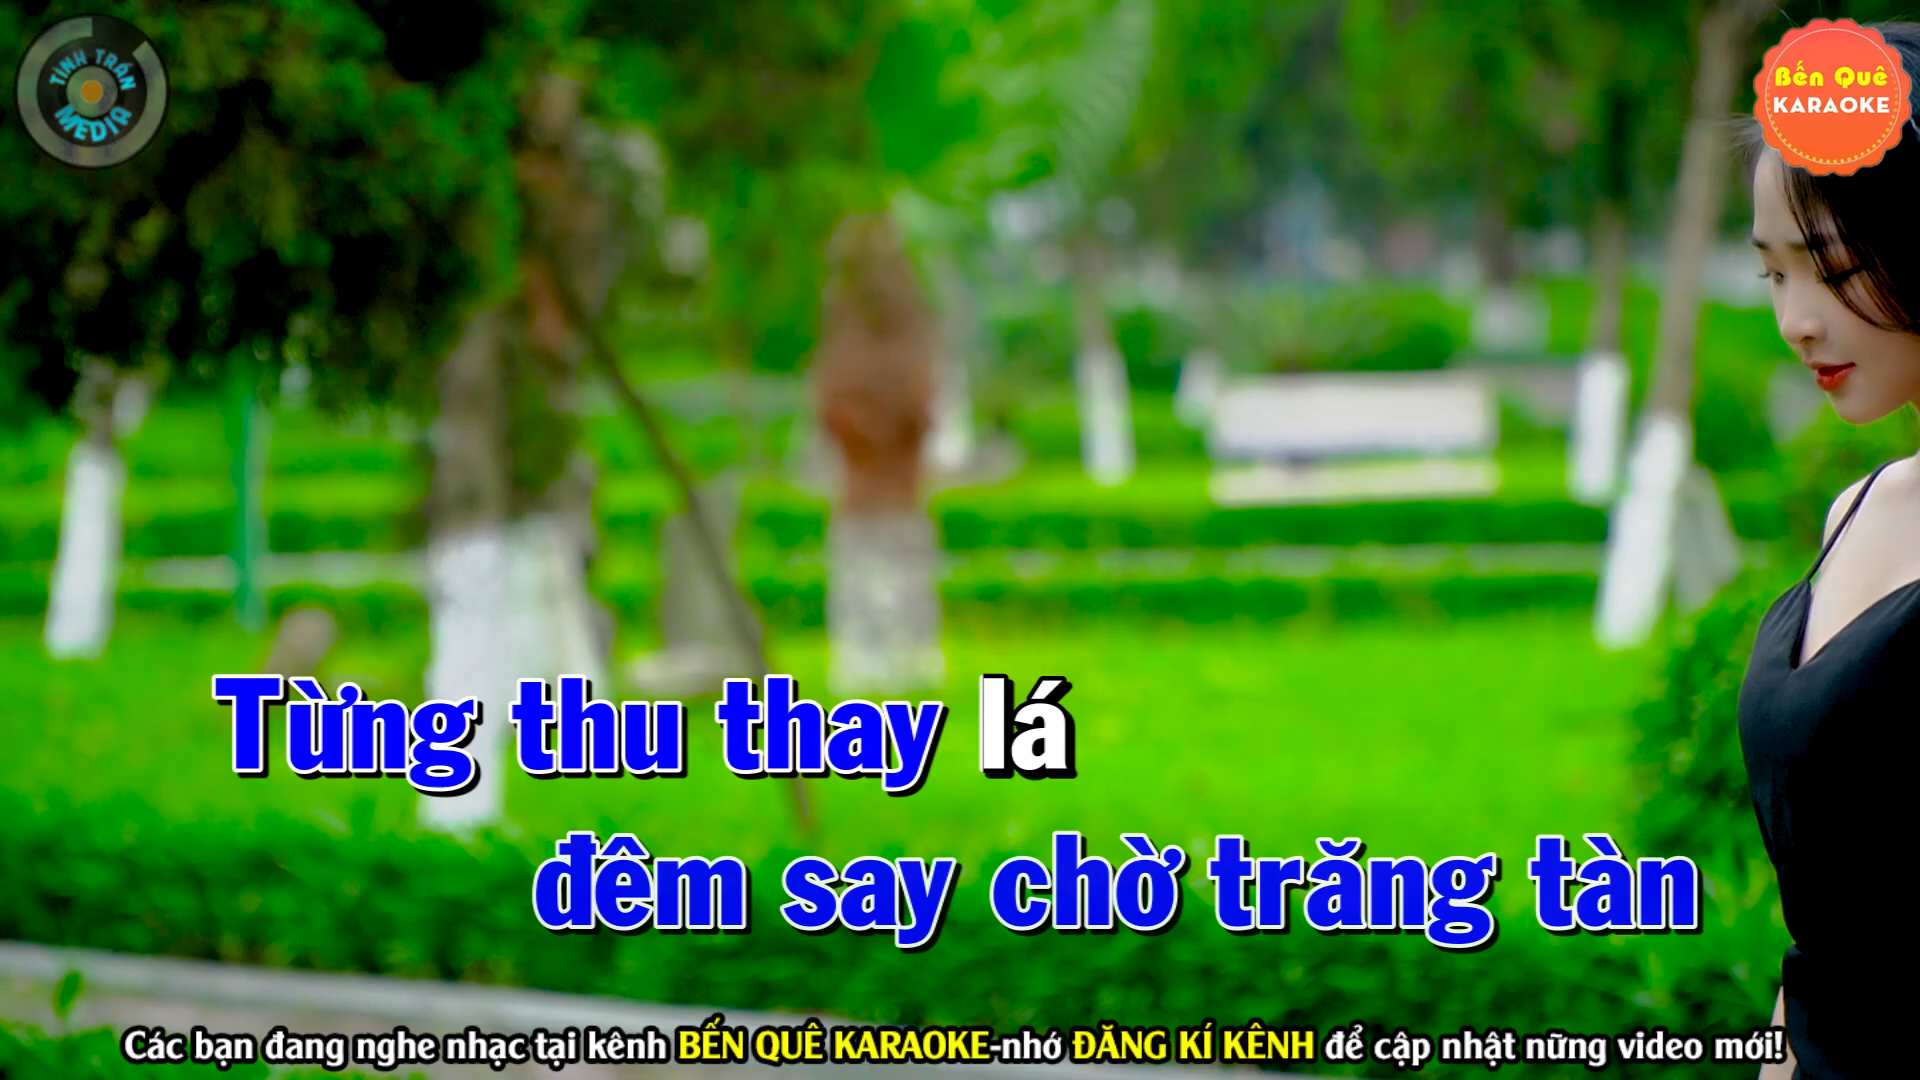 TÌNH TRẦN
MEDIA
Bến Quê
KARAOKE
Từng thu thay lá
đêm say chờ trăng tàn
Các bạn đang nghe nhạc tại kênh BẾN QUÊ KARAOKE-nhớ ĐĂNG KÍ KÊNH để cập nhật nững video mới!